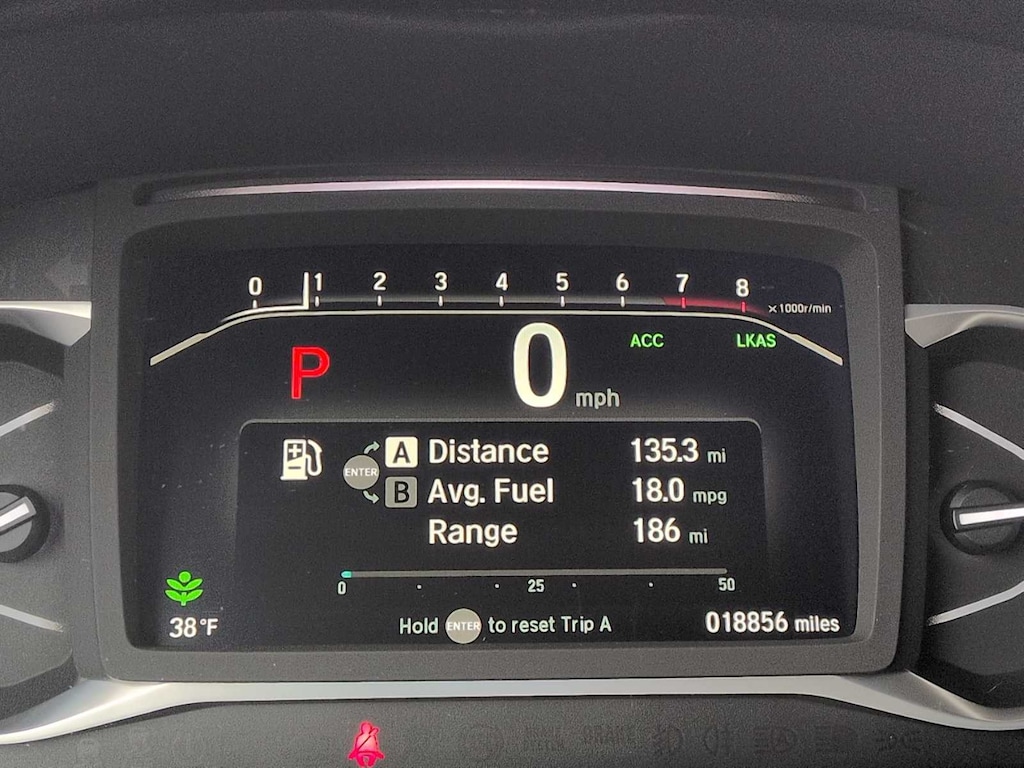 0 1 2 3 4 5 6 7 8 x1000r/min
P 0 mph ACC LKAS
ENTER A Distance 135.3 mi
B Avg. Fuel 18.0 mpg
Range 186 mi
0 25 50
38°F Hold ENTER to reset Trip A 018856 miles
BRAKE